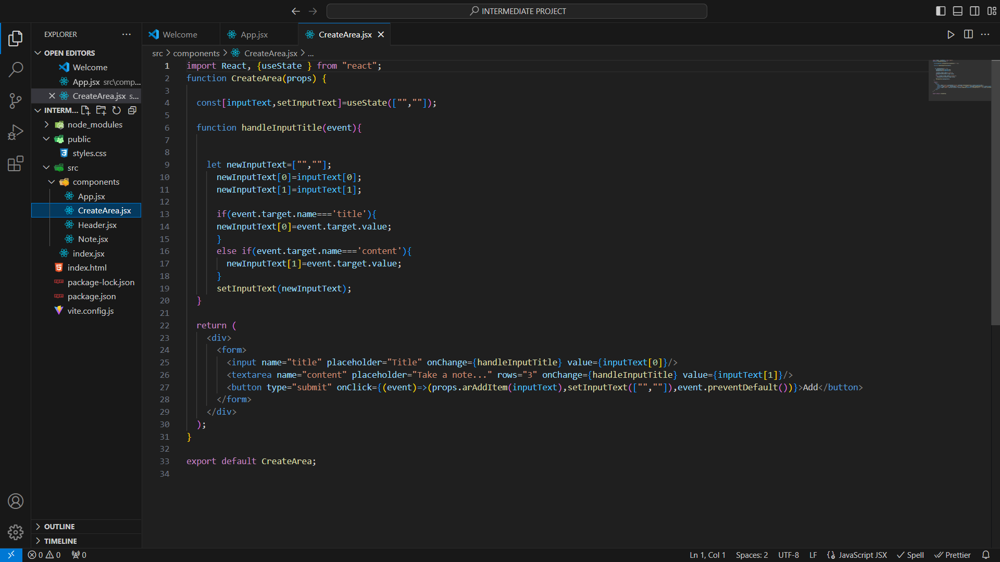 INTERMEDIATE PROJECT
EXPLORER
OPEN EDITORS
Welcome
App.jsx src\comp...
CreateArea.jsx s...
INTERM...
node_modules
public
styles.css
src
components
App.jsx
CreateArea.jsx
Header.jsx
Note.jsx
index.jsx
index.html
package-lock.json
package.json
vite.config.js
OUTLINE
TIMELINE
Welcome
App.jsx
CreateArea.jsx
src > components > CreateArea.jsx > ...
1 import React, {useState } from "react";
2 function CreateArea(props) {
3
4 const[inputText,setInputText]=useState(["",""]);
5
6 function handleInputTitle(event){
7
8
9 let newInputText=["",""];
10 newInputText[0]=inputText[0];
11 newInputText[1]=inputText[1];
12
13 if(event.target.name==='title'){
14 newInputText[0]=event.target.value;
15 }
16 else if(event.target.name==='content'){
17 newInputText[1]=event.target.value;
18 }
19 setInputText(newInputText);
20 }
21
22 return (
23 <div>
24 <form>
25 <input name="title" placeholder="Title" onChange={handleInputTitle} value={inputText[0]}/>
26 <textarea name="content" placeholder="Take a note..." rows="3" onChange={handleInputTitle} value={inputText[1]}/>
27 <button type="submit" onClick={(event)=>(props.arAddItem(inputText),setInputText(["",""]),event.preventDefault())}>Add</button>
28 </form>
29 </div>
30 );
31 }
32
33 export default CreateArea;
34
0 0 0
Ln 1, Col 1 Spaces: 2 UTF-8 LF JavaScript JSX Spell Prettier